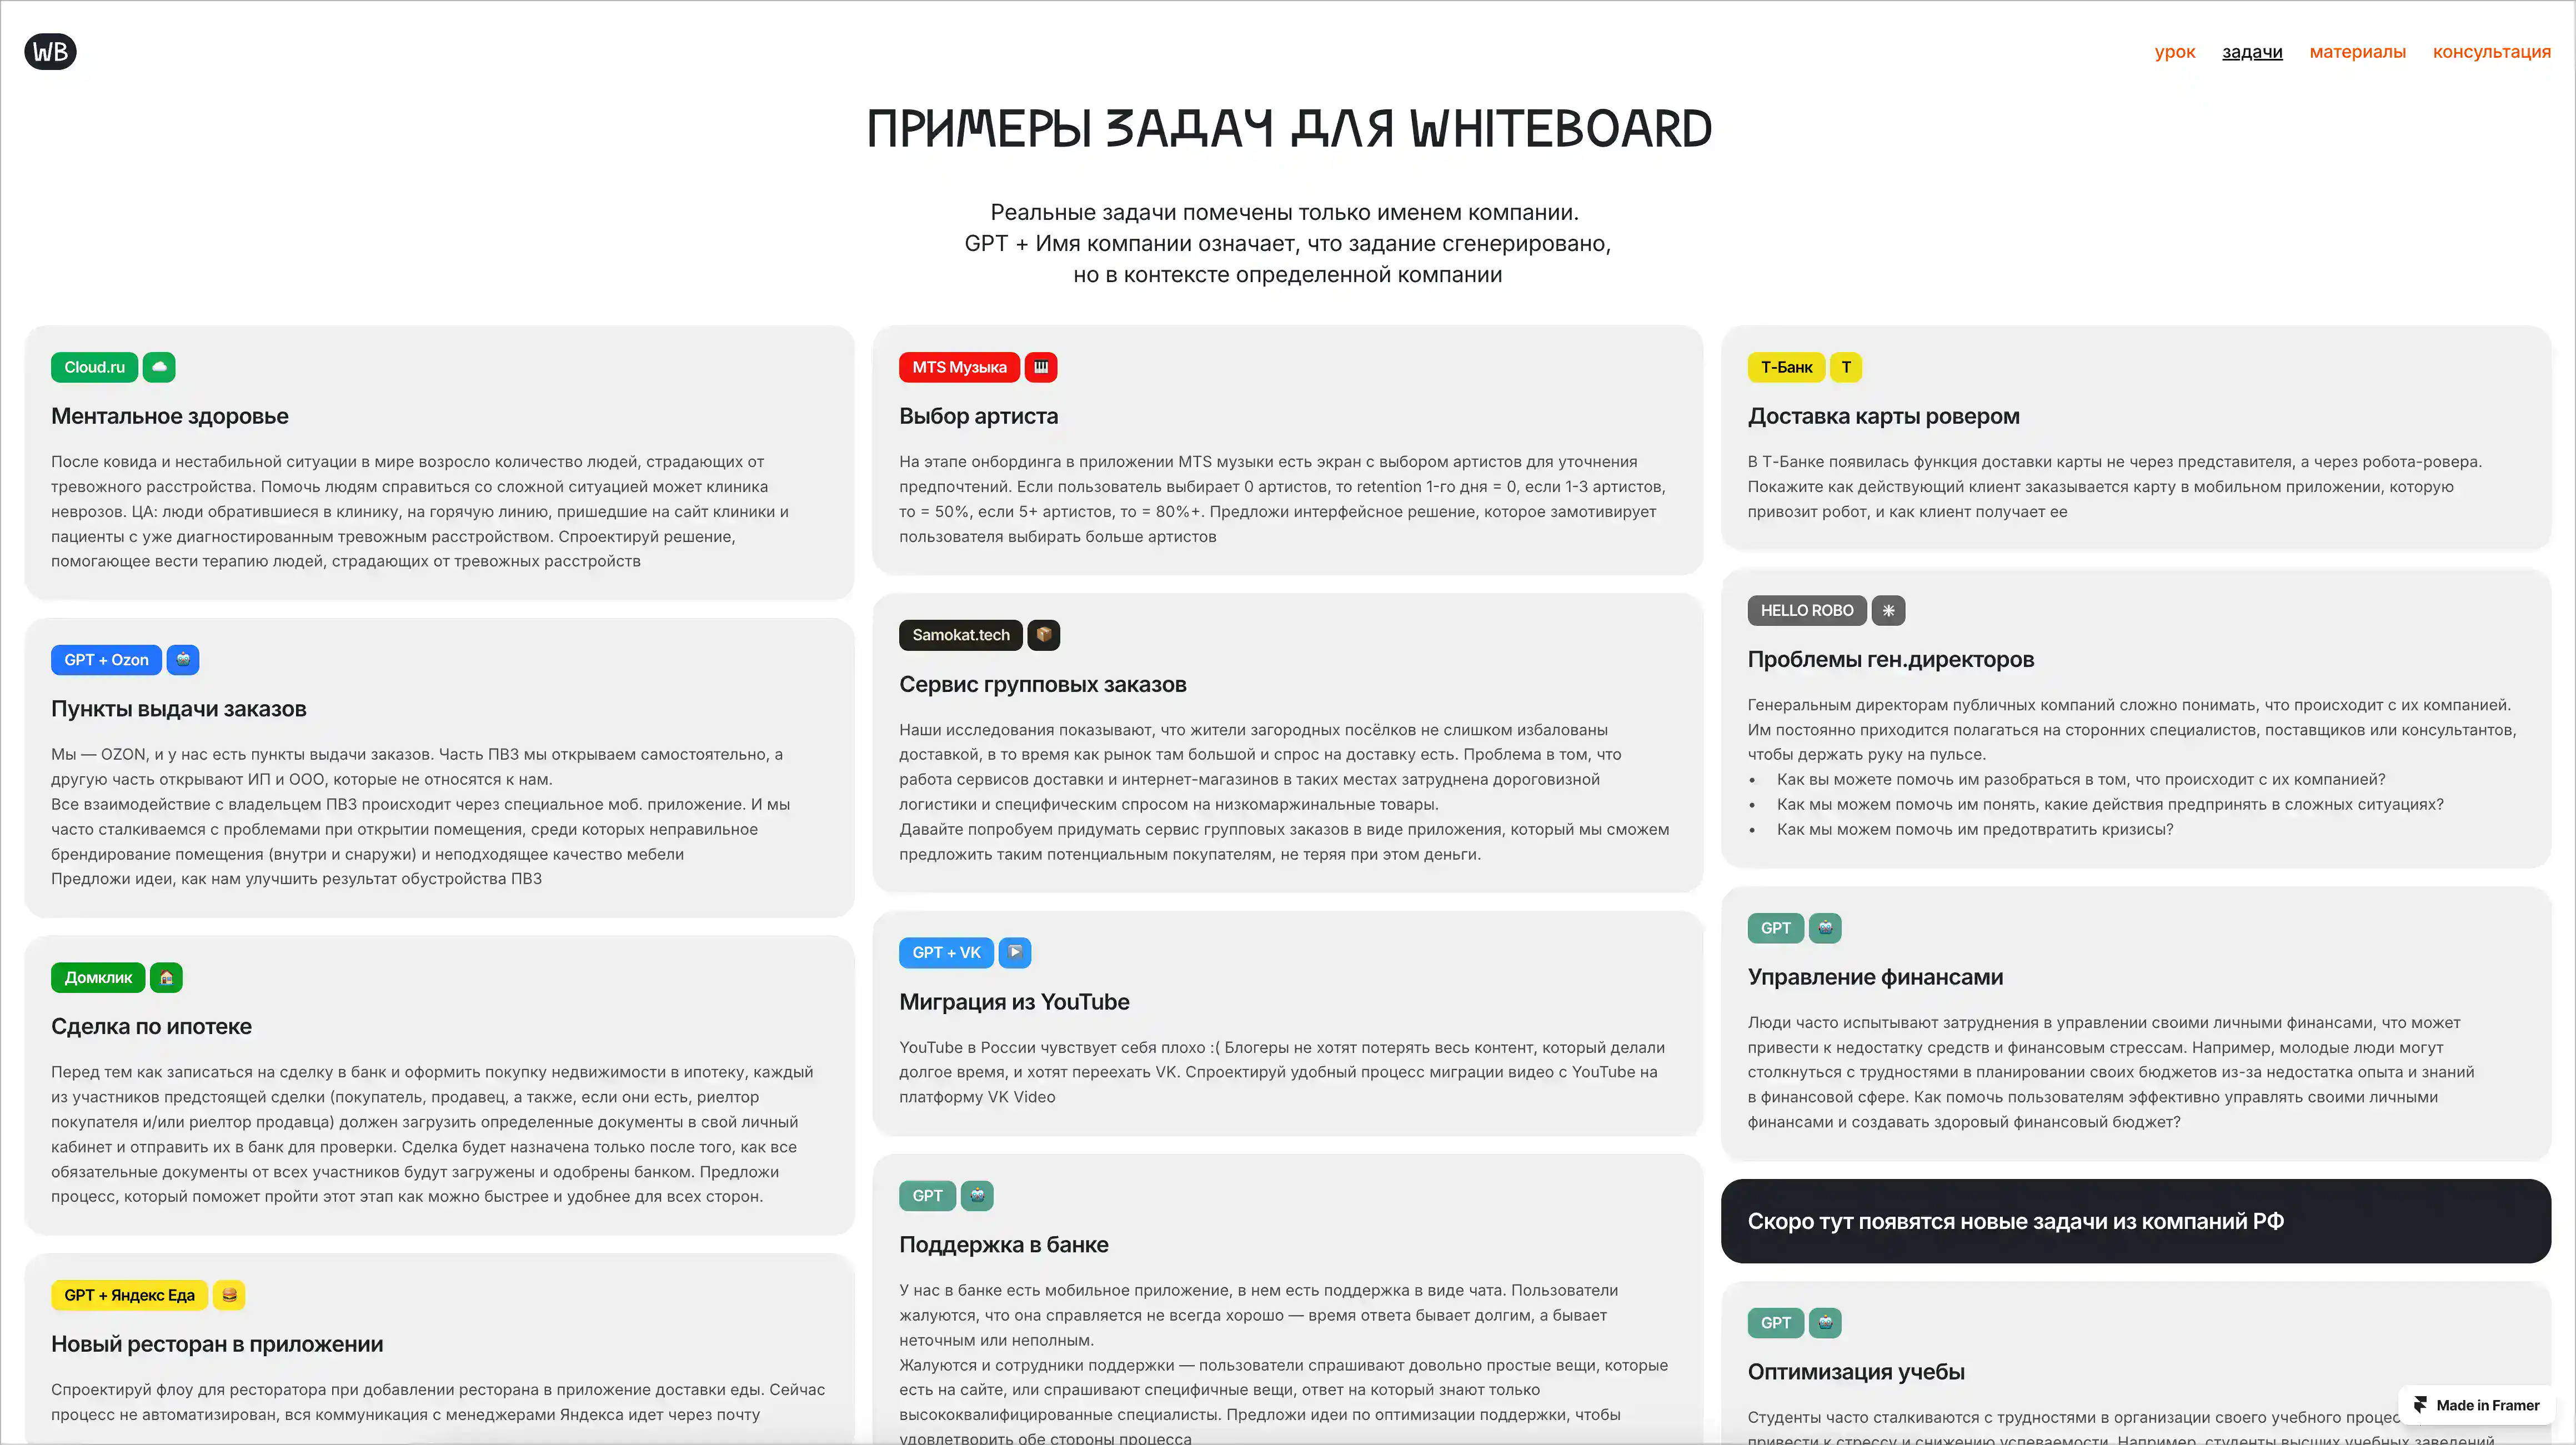 WB
урок задачи материалы консультация
ПРИМЕРЫ ЗАДАЧ ДЛЯ WHITEBOARD
Реальные задачи помечены только именем компании.
GPT + Имя компании означает, что задание сгенерировано,
но в контексте определенной компании
Cloud.ru
Ментальное здоровье
После ковида и нестабильной ситуации в мире возросло количество людей, страдающих от
тревожного расстройства. Помочь людям справиться со сложной ситуацией может клиника
неврозов. ЦА: люди обратившиеся в клинику, на горячую линию, пришедшие на сайт клиники и
пациенты с уже диагностированным тревожным расстройством. Спроектируй решение,
помогающее вести терапию людей, страдающих от тревожных расстройств
GPT + Ozon
Пункты выдачи заказов
Мы — OZON, и у нас есть пункты выдачи заказов. Часть ПВЗ мы открываем самостоятельно, а
другую часть открывают ИП и ООО, которые не относятся к нам.
Все взаимодействие с владельцем ПВЗ происходит через специальное моб. приложение. И мы
часто сталкиваемся с проблемами при открытии помещения, среди которых неправильное
брендирование помещения (внутри и снаружи) и неподходящее качество мебели
Предложи идеи, как нам улучшить результат обустройства ПВЗ
Домклик
Сделка по ипотеке
Перед тем как записаться на сделку в банк и оформить покупку недвижимости в ипотеку, каждый
из участников предстоящей сделки (покупатель, продавец, а также, если они есть, риелтор
покупателя и/или риелтор продавца) должен загрузить определенные документы в свой личный
кабинет и отправить их в банк для проверки. Сделка будет назначена только после того, как все
обязательные документы от всех участников будут загружены и одобрены банком. Предложи
процесс, который поможет пройти этот этап как можно быстрее и удобнее для всех сторон.
GPT + Яндекс Еда
Новый ресторан в приложении
Спроектируй флоу для ресторатора при добавлении ресторана в приложение доставки еды. Сейчас
процесс не автоматизирован, вся коммуникация с менеджерами Яндекса идет через почту
MTS Музыка
Выбор артиста
На этапе онбординга в приложении MTS музыки есть экран с выбором артистов для уточнения
предпочтений. Если пользователь выбирает 0 артистов, то retention 1-го дня = 0, если 1-3 артистов,
то = 50%, если 5+ артистов, то = 80%+. Предложи интерфейсное решение, которое замотивирует
пользователя выбирать больше артистов
Samokat.tech
Сервис групповых заказов
Наши исследования показывают, что жители загородных посёлков не слишком избалованы
доставкой, в то время как рынок там большой и спрос на доставку есть. Проблема в том, что
работа сервисов доставки и интернет-магазинов в таких местах затруднена дороговизной
логистики и специфическим спросом на низкомаржинальные товары.
Давайте попробуем придумать сервис групповых заказов в виде приложения, который мы сможем
предложить таким потенциальным покупателям, не теряя при этом деньги.
GPT + VK
Миграция из YouTube
YouTube в России чувствует себя плохо :( Блогеры не хотят потерять весь контент, который делали
долгое время, и хотят переехать VK. Спроектируй удобный процесс миграции видео с YouTube на
платформу VK Video
GPT
Поддержка в банке
У нас в банке есть мобильное приложение, в нем есть поддержка в виде чата. Пользователи
жалуются, что она справляется не всегда хорошо — время ответа бывает долгим, а бывает
неточным или неполным.
Жалуются и сотрудники поддержки — пользователи спрашивают довольно простые вещи, которые
есть на сайте, или спрашивают специфичные вещи, ответ на который знают только
высококвалифицированные специалисты. Предложи идеи по оптимизации поддержки, чтобы
удовлетворить обе стороны процесса
Т-Банк Т
Доставка карты ровером
В Т-Банке появилась функция доставки карты не через представителя, а через робота-ровера.
Покажите как действующий клиент заказывается карту в мобильном приложении, которую
привозит робот, и как клиент получает ее
HELLO ROBO
Проблемы ген.директоров
Генеральным директорам публичных компаний сложно понимать, что происходит с их компанией.
Им постоянно приходится полагаться на сторонних специалистов, поставщиков или консультантов,
чтобы держать руку на пульсе.
• Как вы можете помочь им разобраться в том, что происходит с их компанией?
• Как мы можем помочь им понять, какие действия предпринять в сложных ситуациях?
• Как мы можем помочь им предотвратить кризисы?
GPT
Управление финансами
Люди часто испытывают затруднения в управлении своими личными финансами, что может
привести к недостатку средств и финансовым стрессам. Например, молодые люди могут
столкнуться с трудностями в планировании своих бюджетов из-за недостатка опыта и знаний
в финансовой сфере. Как помочь пользователям эффективно управлять своими личными
финансами и создавать здоровый финансовый бюджет?
Скоро тут появятся новые задачи из компаний РФ
GPT
Оптимизация учебы
Студенты часто сталкиваются с трудностями в организации своего учебного
привести к стрессу и снижению успеваемости. Например, студенты высших учебных заведений
Made in Framer